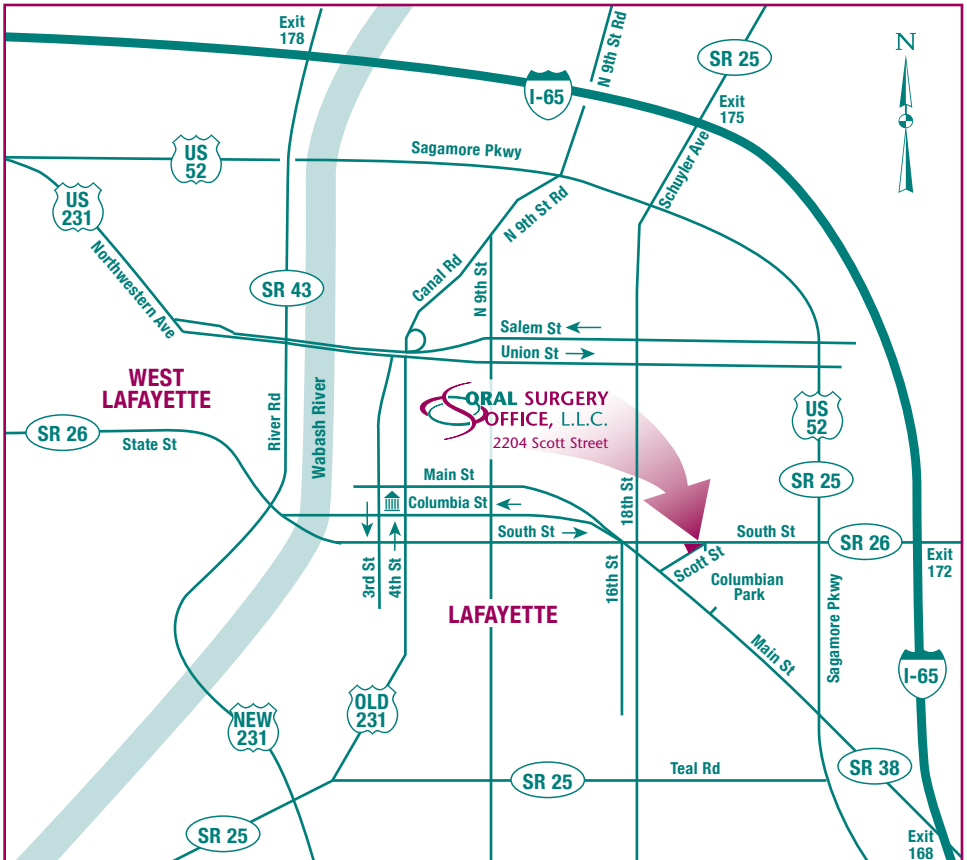 Exit
178
N 9th St Rd
SR 25
N
I-65
Exit
175
US
52
Sagamore Pkwy
Schuyler Ave
US
231
N 9th St Rd
Northwestern Ave
SR 43
Canal Rd
N 9th St
Salem St
Union St
WEST
LAFAYETTE
River Rd
Wabash River
ORAL SURGERY
OFFICE, L.L.C.
2204 Scott Street
US
52
SR 26
State St
SR 25
Main St
18th St
Columbia St
South St
South St
SR 26
Exit
172
3rd St
4th St
16th St
Scott St
Columbian
Park
LAFAYETTE
Main St
Sagamore Pkwy
I-65
NEW
231
OLD
231
SR 25
Teal Rd
SR 38
SR 25
Exit
168